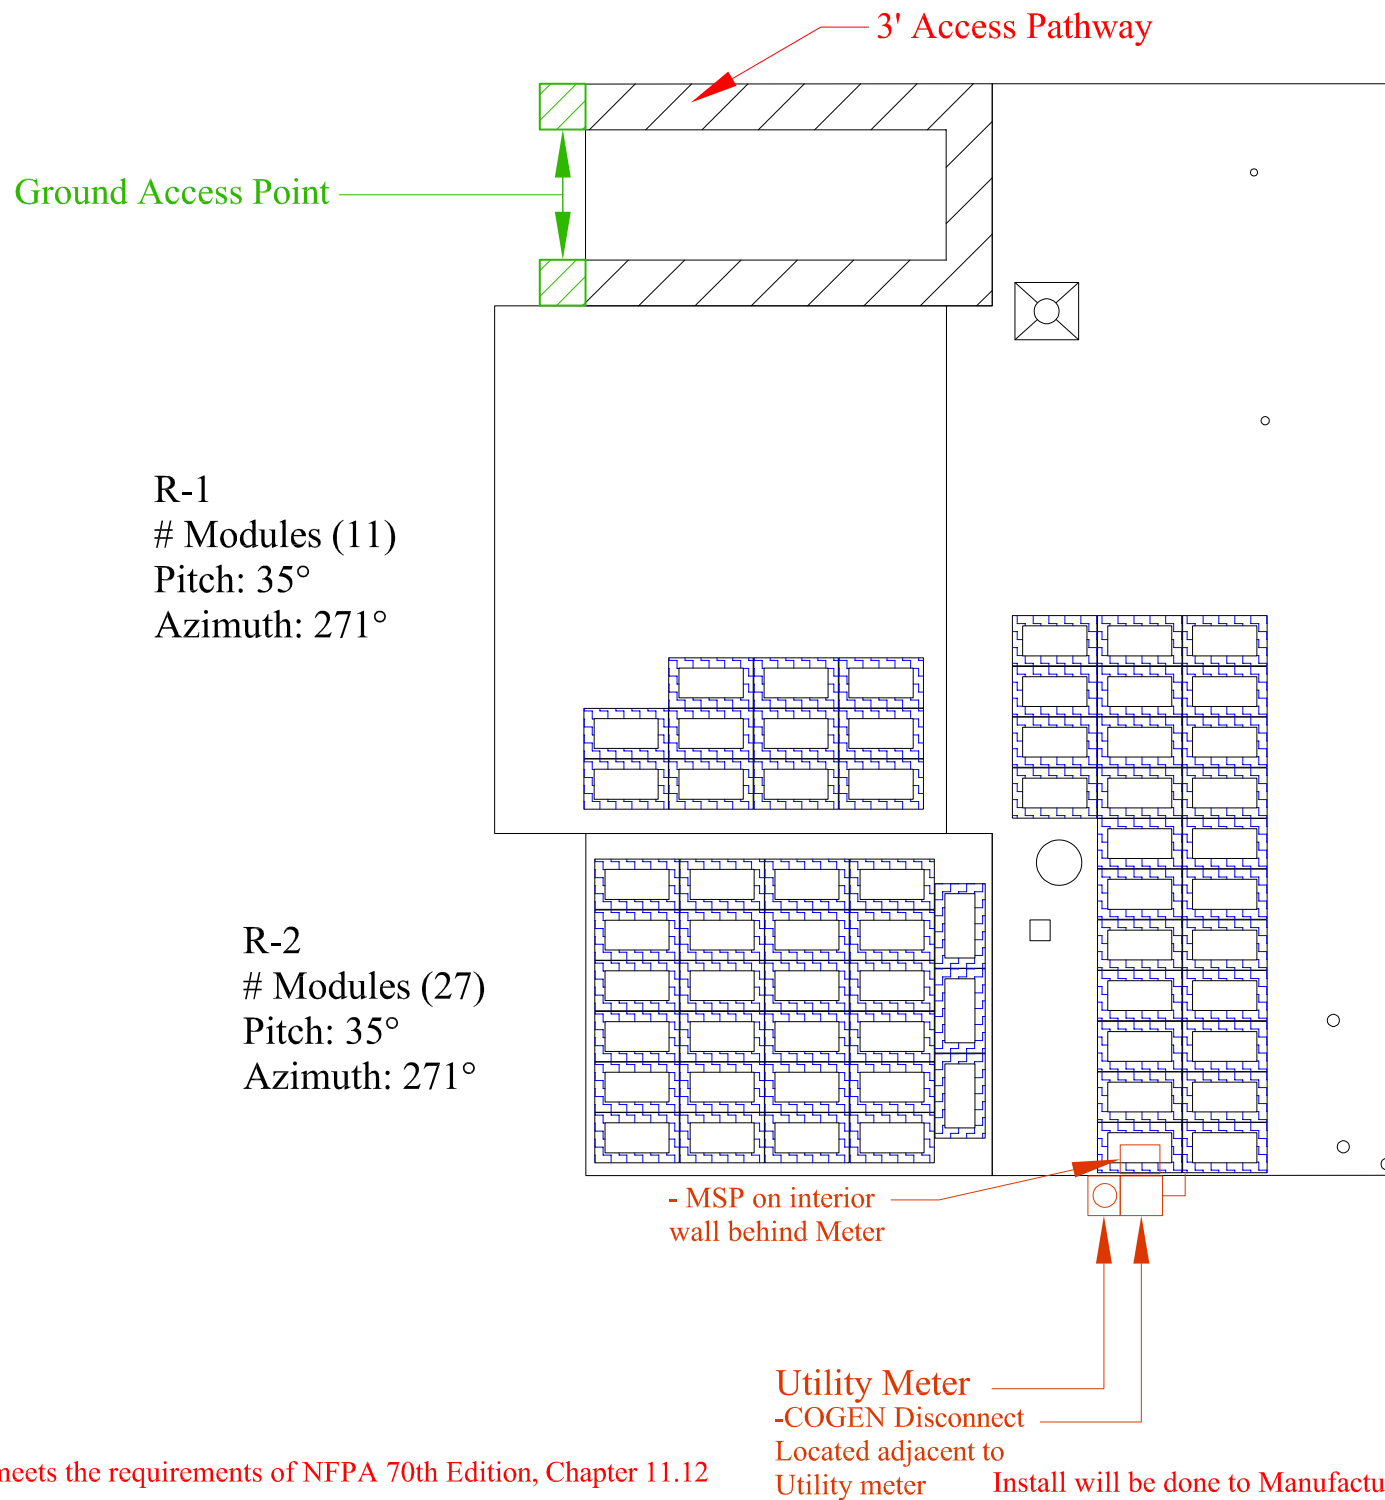 3' Access Pathway
Ground Access Point
R-1
# Modules (11)
Pitch: 35°
Azimuth: 271°
R-2
# Modules (27)
Pitch: 35°
Azimuth: 271°
- MSP on interior
wall behind Meter
Utility Meter
-COGEN Disconnect
Located adjacent to
Utility meter
meets the requirements of NFPA 70th Edition, Chapter 11.12
Install will be done to Manufactu